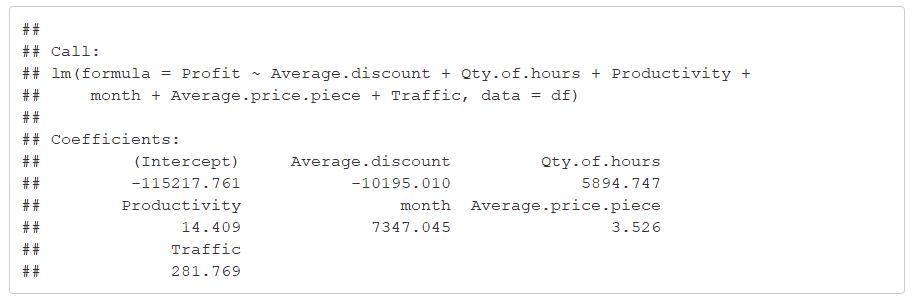 ##
## Call:
## lm(formula = Profit ~ Average.discount + Qty.of.hours + Productivity +
##     month + Average.price.piece + Traffic, data = df)
##
## Coefficients:
##         (Intercept)     Average.discount         Qty.of.hours
##         -115217.761           -10195.010             5894.747
##        Productivity                month  Average.price.piece
##              14.409             7347.045                3.526
##             Traffic
##             281.769